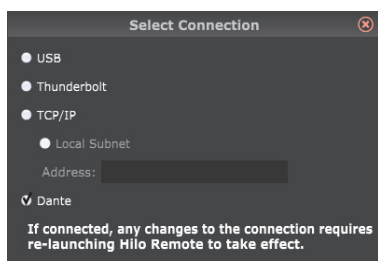 Select Connection
USB
Thunderbolt
TCP/IP
Local Subnet
Address:
Dante
If connected, any changes to the connection requires
re-launching Hilo Remote to take effect.